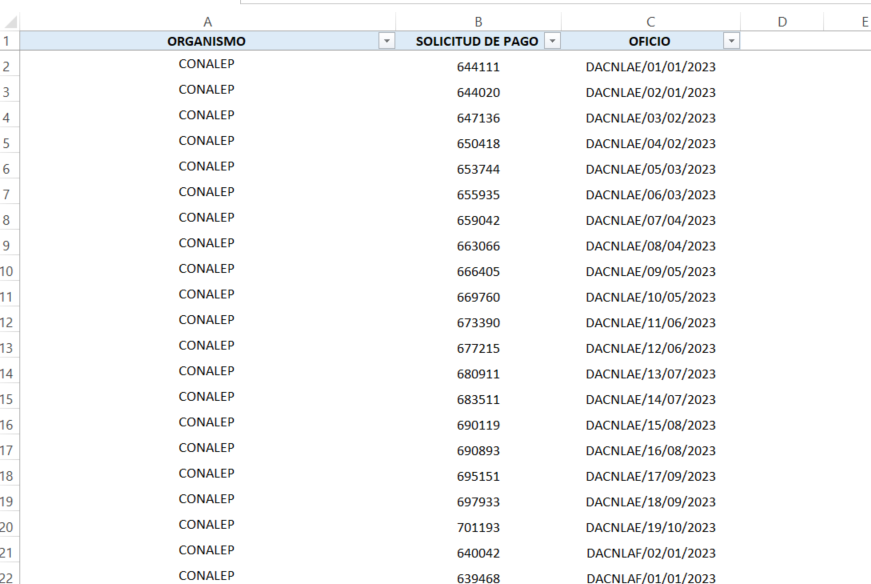 A B C D E
1 ORGANISMO SOLICITUD DE PAGO OFICIO
2 CONALEP 644111 DACNLAE/01/01/2023
3 CONALEP 644020 DACNLAE/02/01/2023
4 CONALEP 647136 DACNLAE/03/02/2023
5 CONALEP 650418 DACNLAE/04/02/2023
6 CONALEP 653744 DACNLAE/05/03/2023
7 CONALEP 655935 DACNLAE/06/03/2023
8 CONALEP 659042 DACNLAE/07/04/2023
9 CONALEP 663066 DACNLAE/08/04/2023
10 CONALEP 666405 DACNLAE/09/05/2023
11 CONALEP 669760 DACNLAE/10/05/2023
12 CONALEP 673390 DACNLAE/11/06/2023
13 CONALEP 677215 DACNLAE/12/06/2023
14 CONALEP 680911 DACNLAE/13/07/2023
15 CONALEP 683511 DACNLAE/14/07/2023
16 CONALEP 690119 DACNLAE/15/08/2023
17 CONALEP 690893 DACNLAE/16/08/2023
18 CONALEP 695151 DACNLAE/17/09/2023
19 CONALEP 697933 DACNLAE/18/09/2023
20 CONALEP 701193 DACNLAE/19/10/2023
21 CONALEP 640042 DACNLAF/02/01/2023
22 CONALEP 639468 DACNLAF/01/01/2023